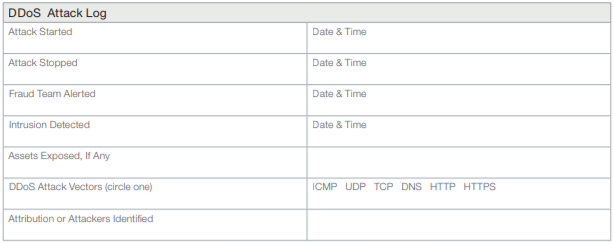 DDoS Attack Log
Attack Started Date & Time
Attack Stopped Date & Time
Fraud Team Alerted Date & Time
Intrusion Detected Date & Time
Assets Exposed, If Any
DDoS Attack Vectors (circle one) ICMP UDP TCP DNS HTTP HTTPS
Attribution or Attackers Identified